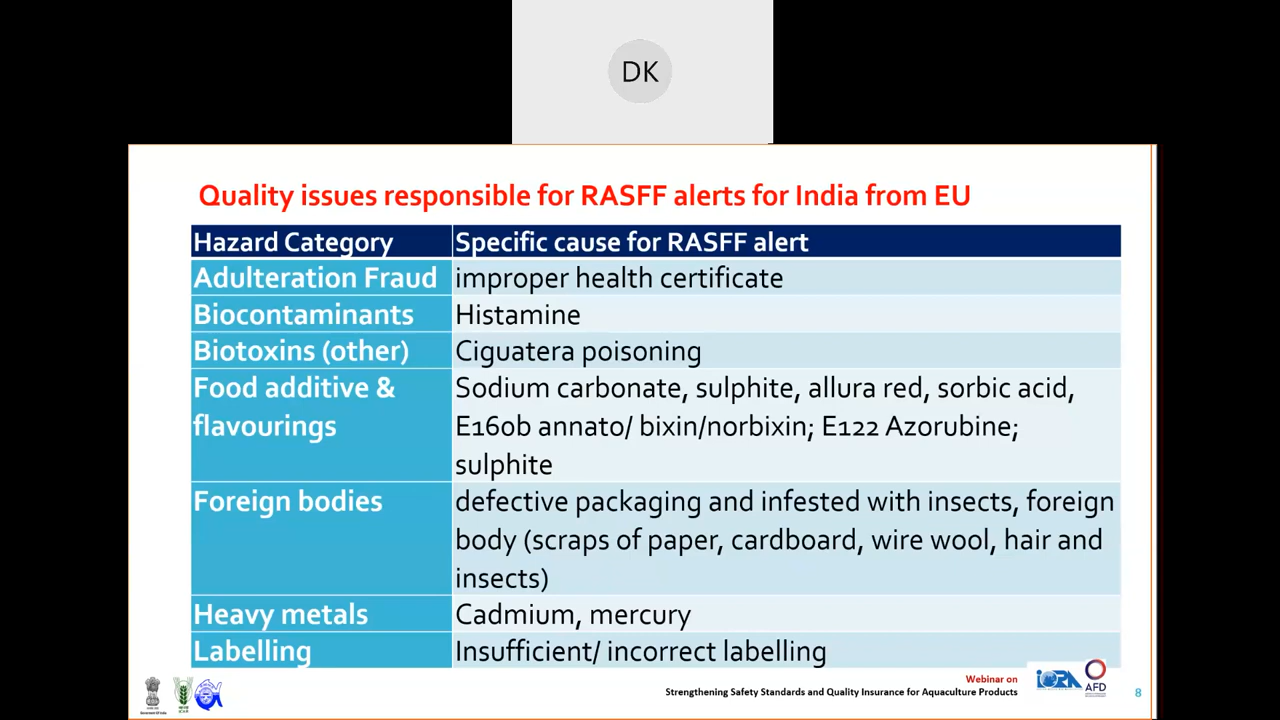 DK
Quality issues responsible for RASFF alerts for India from EU
Hazard Category Specific cause for RASFF alert
Adulteration Fraud improper health certificate
Biocontaminants Histamine
Biotoxins (other) Ciguatera poisoning
Food additive & Sodium carbonate, sulphite, allura red, sorbic acid,
flavourings E160b annato/ bixin/norbixin; E122 Azorubine;
sulphite
Foreign bodies defective packaging and infested with insects, foreign
body (scraps of paper, cardboard, wire wool, hair and
insects)
Heavy metals Cadmium, mercury
Labelling Insufficient/ incorrect labelling
Webinar on
Strengthening Safety Standards and Quality Insurance for Aquaculture Products
IORA
AFD
8